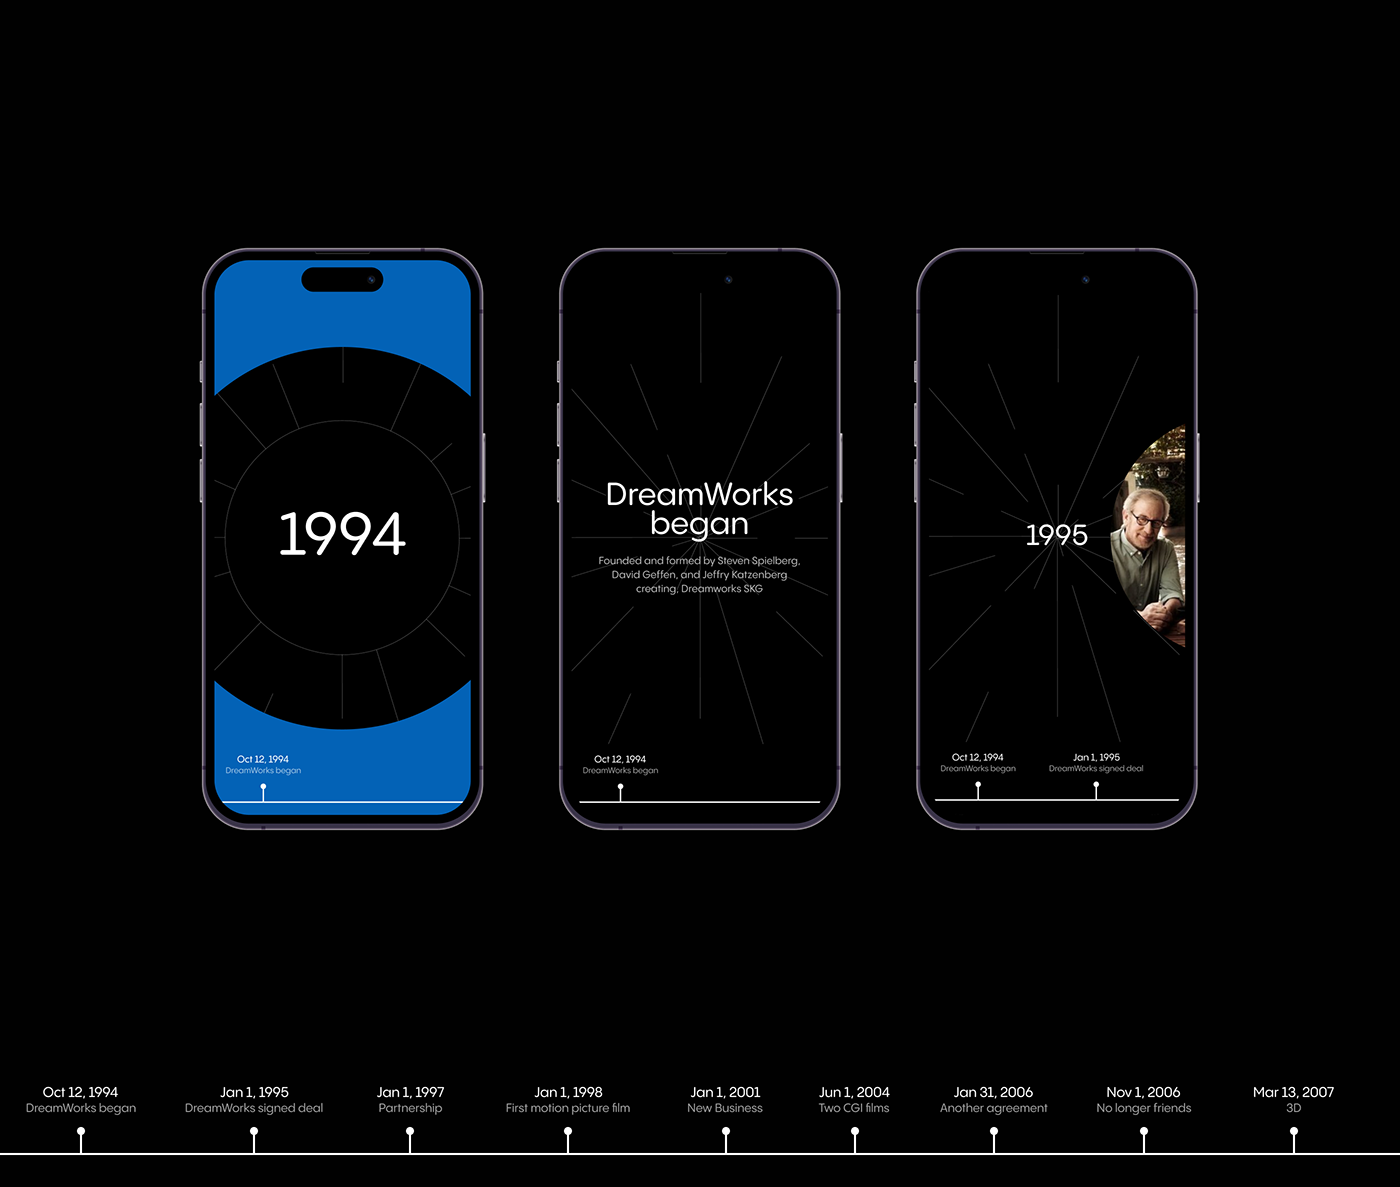 1994
Oct 12, 1994
DreamWorks began
DreamWorks
began
Founded and formed by Steven Spielberg,
David Geffen, and Jeffry Katzenberg
creating, Dreamworks SKG
Oct 12, 1994
DreamWorks began
1995
Oct 12, 1994
DreamWorks began
Jan 1, 1995
DreamWorks signed deal
Oct 12, 1994
DreamWorks began
Jan 1, 1995
DreamWorks signed deal
Jan 1, 1997
Partnership
Jan 1, 1998
First motion picture film
Jan 1, 2001
New Business
Jun 1, 2004
Two CGI films
Jan 31, 2006
Another agreement
Nov 1, 2006
No longer friends
Mar 13, 2007
3D